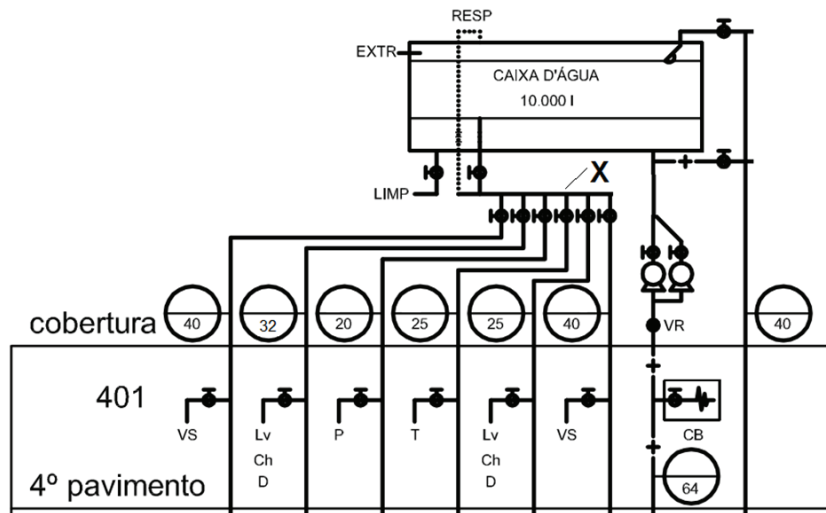 RESP
EXTR
CAIXA D'ÁGUA
10.000 l
LIMP
X
cobertura
40
32
20
25
25
40
VR
40
401
VS
Lv
Ch
D
P
T
Lv
Ch
D
VS
CB
4º pavimento
64